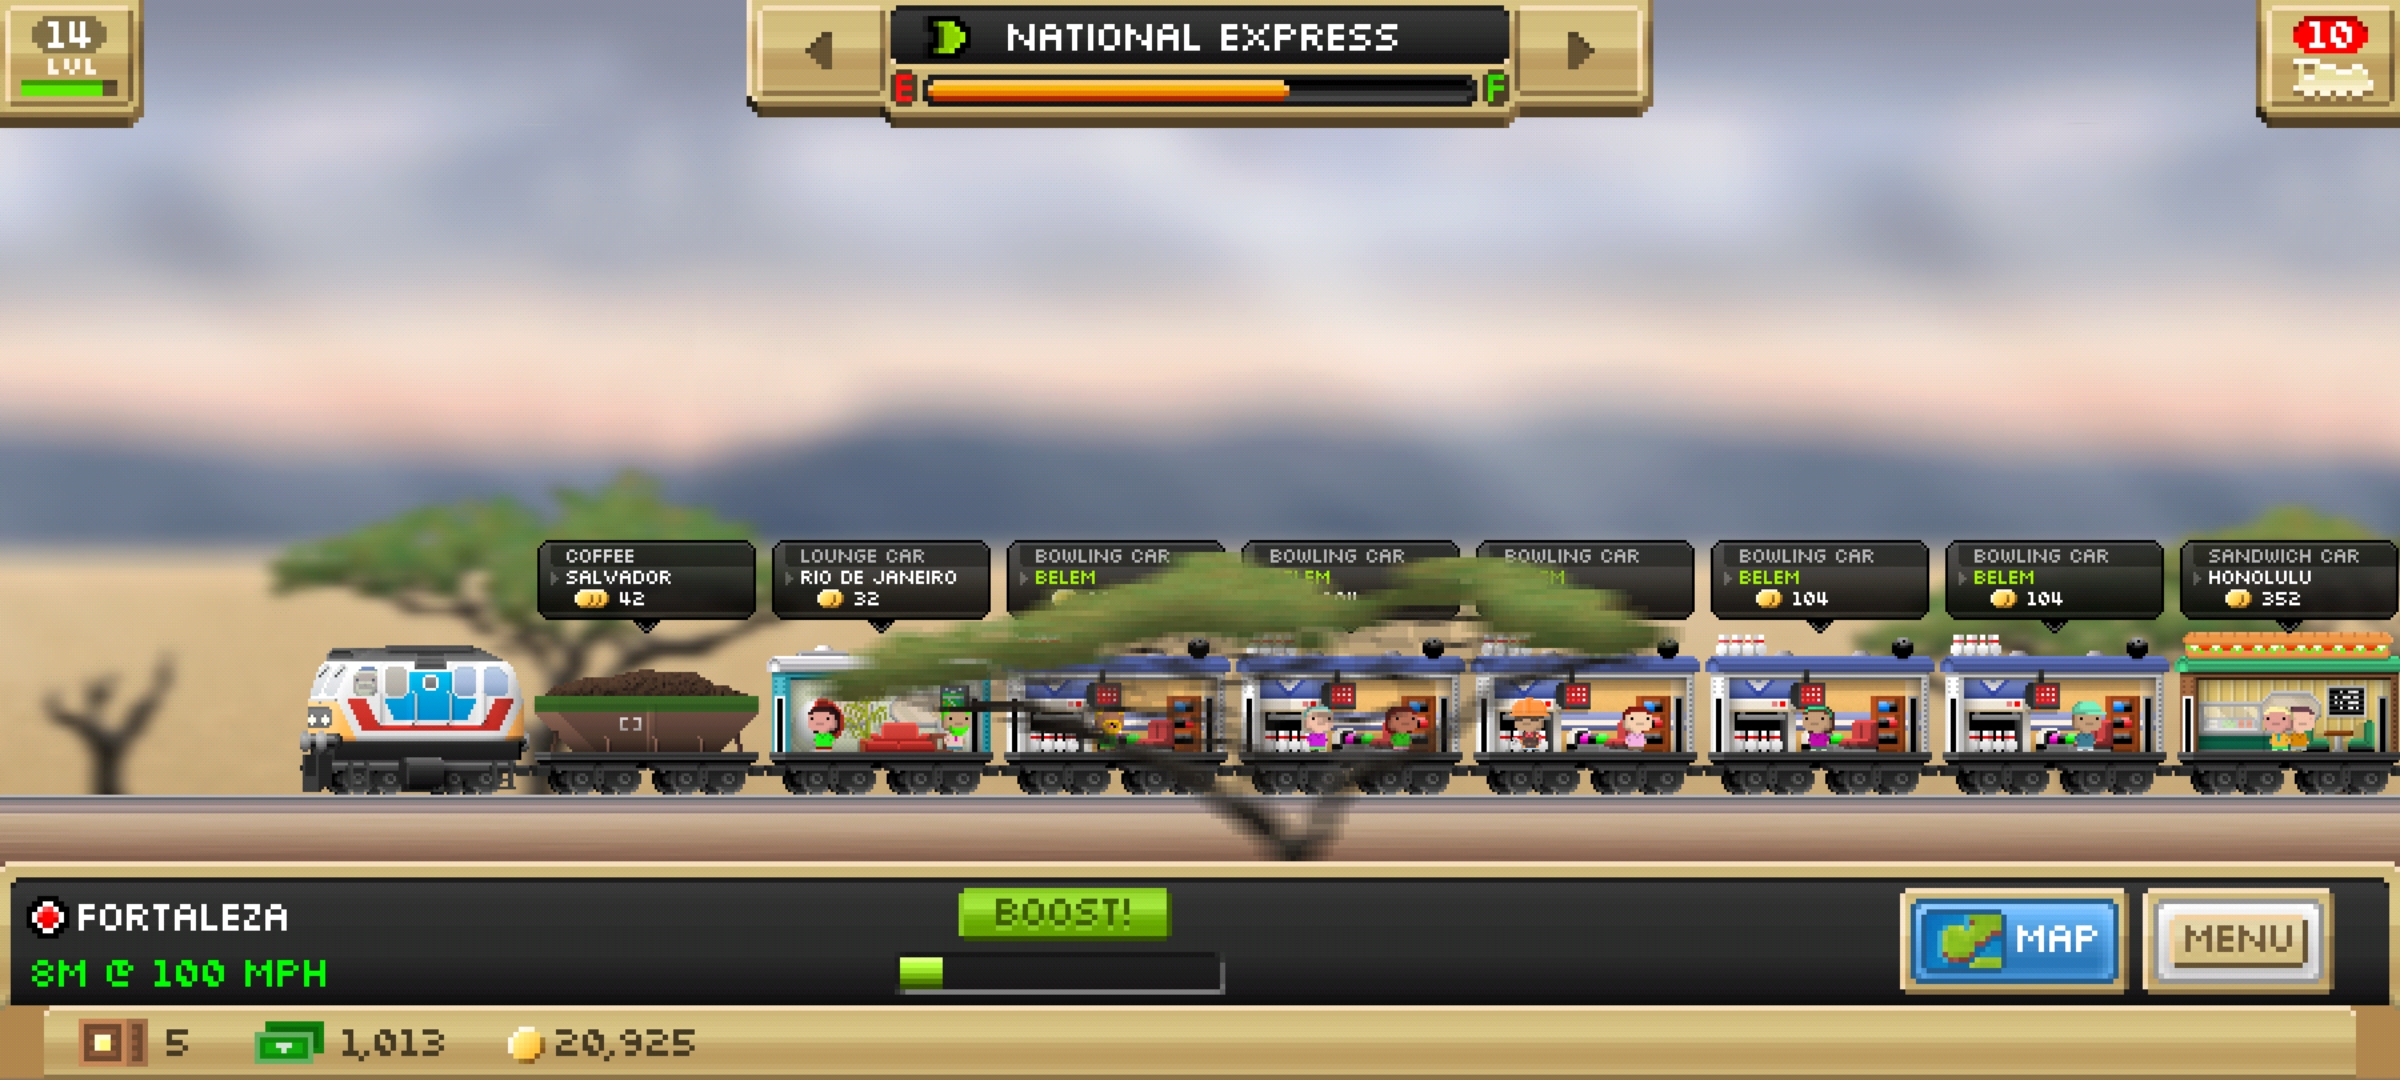 14
LVL
NATIONAL EXPRESS
E
F
10
COFFEE
SALVADOR
42
LOUNGE CAR
RIO DE JANEIRO
32
BOWLING CAR
BELEM
BOWLING CAR
BOWLING CAR
BOWLING CAR
BELEM
104
BOWLING CAR
BELEM
104
SANDWICH CAR
HONOLULU
352
FORTALEZA
8M @ 100 MPH
BOOST!
MAP
MENU
5
1,013
20,925